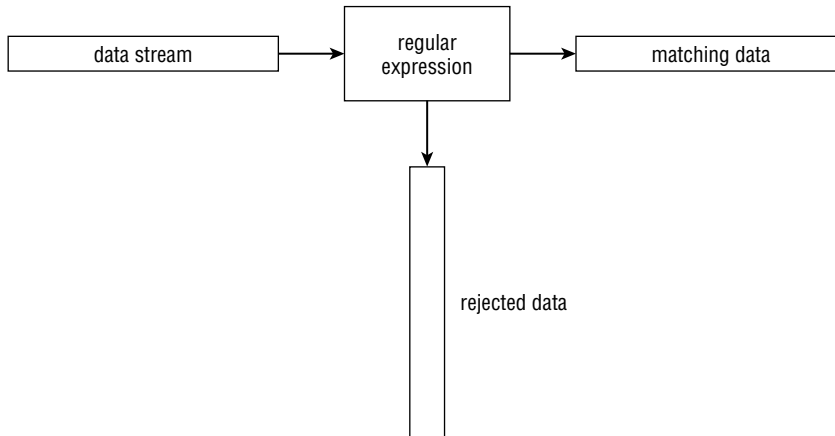 data stream
regular
expression
matching data
rejected data